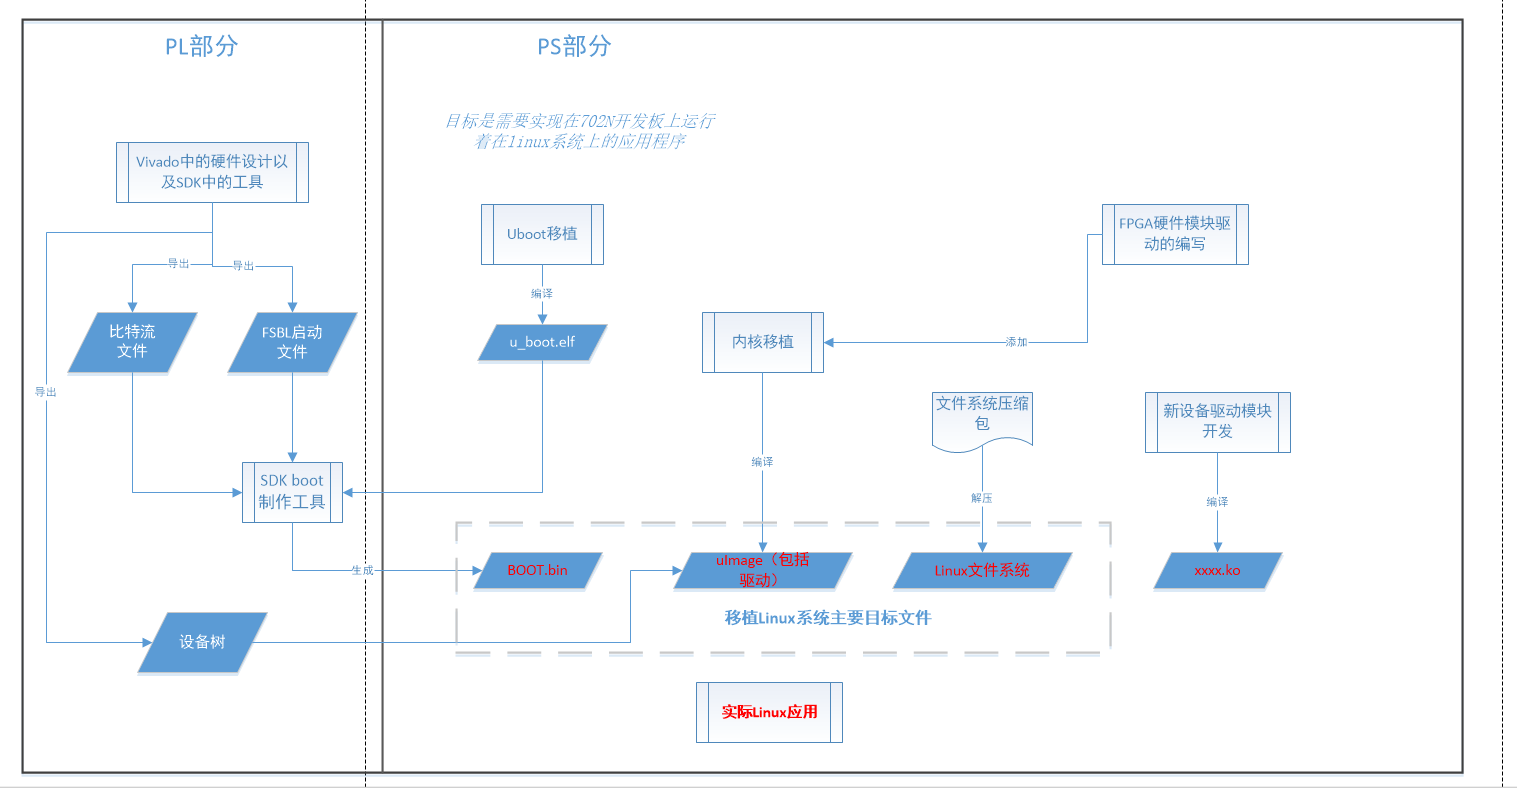 PL部分
PS部分
目标是需要实现在702N开发板上运行
着在linux系统上的应用程序
Vivado中的硬件设计以
及SDK中的工具
Uboot移植
FPGA硬件模块驱
动的编写
导出
导出
编译
比特流
文件
FSBL启动
文件
u_boot.elf
内核移植
添加
导出
文件系统压缩
包
新设备驱动模块
开发
编译
SDK boot
制作工具
解压
编译
生成
BOOT.bin
uImage（包括
驱动）
Linux文件系统
xxxx.ko
移植Linux系统主要目标文件
设备树
实际Linux应用